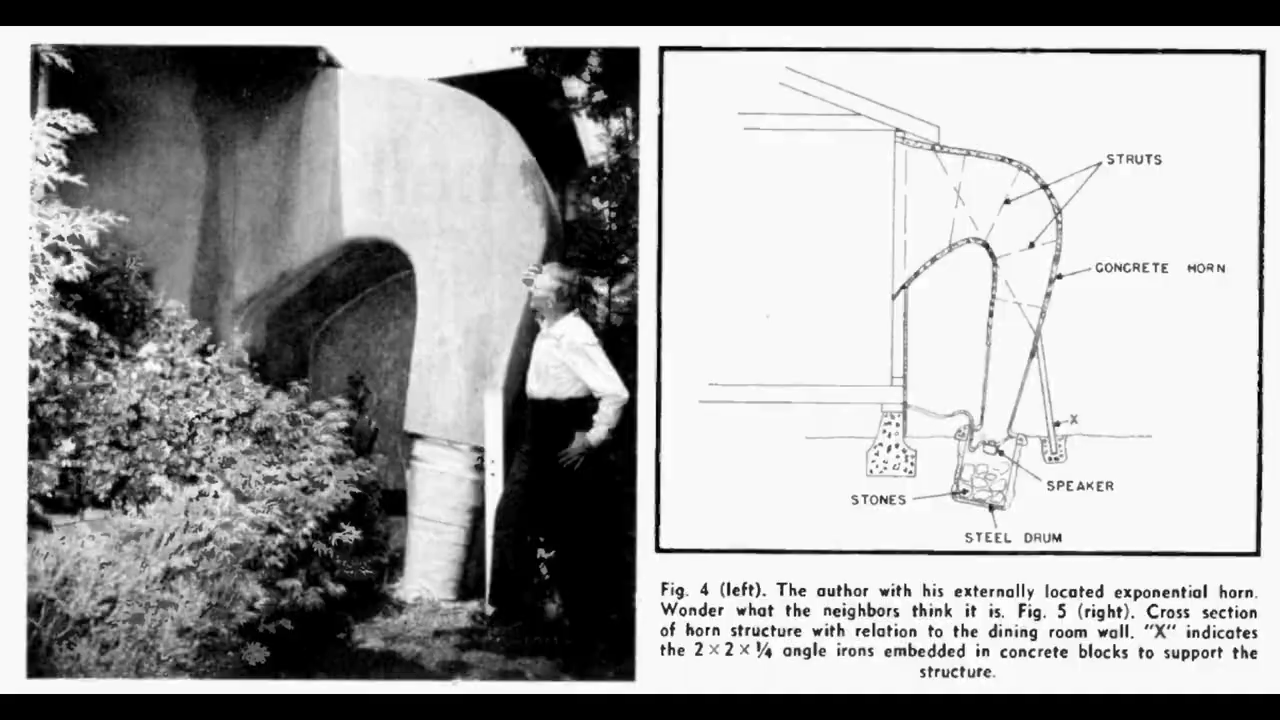 STRUTS
CONCRETE HORN
X
SPEAKER
STONES
STEEL DRUM
Fig. 4 (left). The author with his externally located exponential horn.
Wonder what the neighbors think it is. Fig. 5 (right). Cross section
of horn structure with relation to the dining room wall. "X" indicates
the 2 × 2 × ¼ angle irons embedded in concrete blocks to support the
structure.